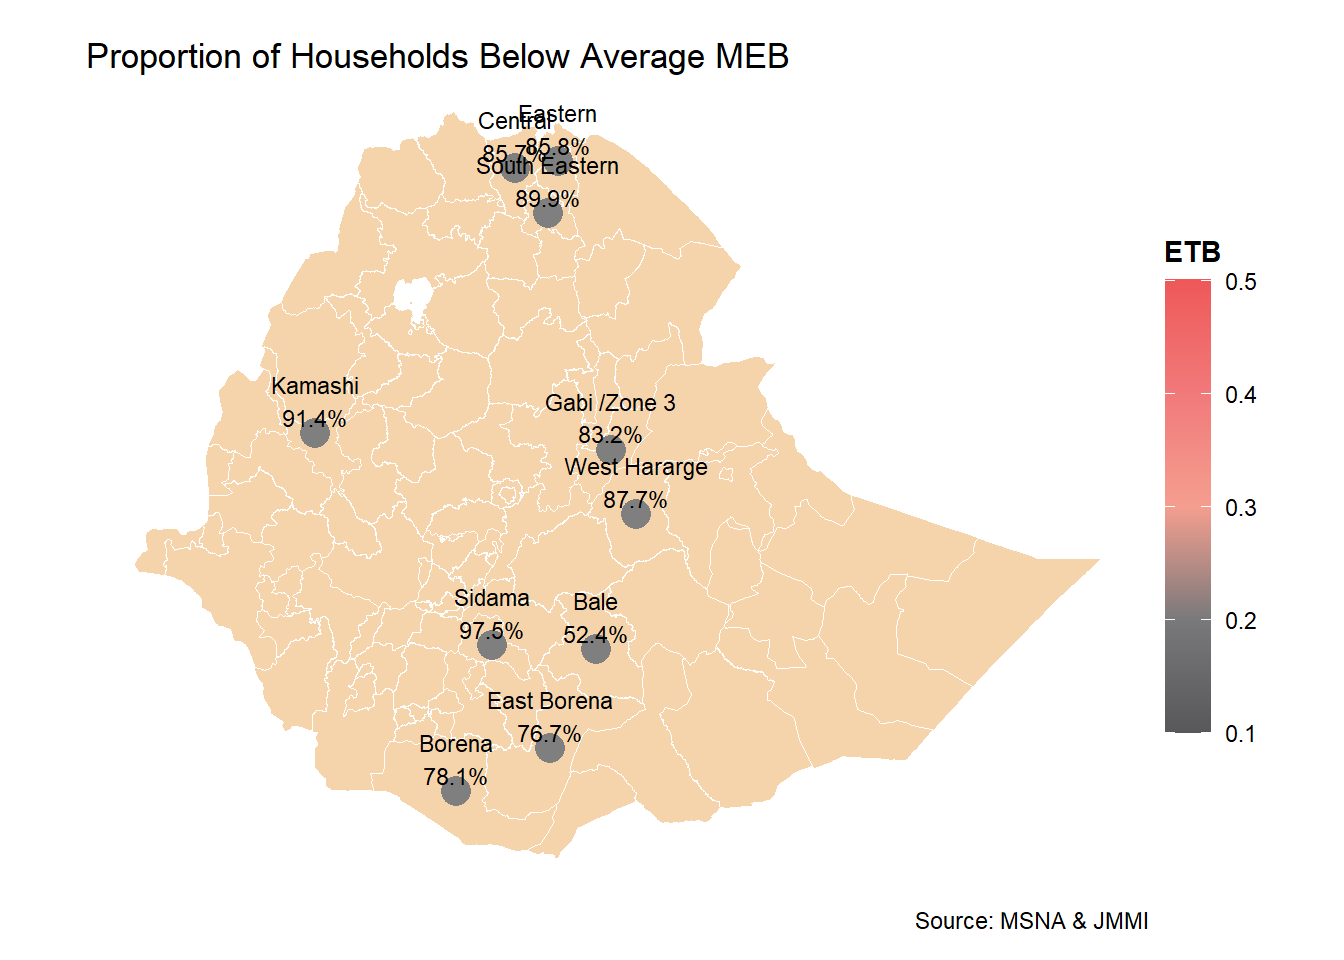 Proportion of Households Below Average MEB
Eastern
85.8%
Central
85.7%
South Eastern
89.9%
Kamashi
91.4%
Gabi /Zone 3
83.2%
West Hararge
87.7%
Sidama
97.5%
Bale
52.4%
East Borena
76.7%
Borena
78.1%
ETB
0.5
0.4
0.3
0.2
0.1
Source: MSNA & JMMI